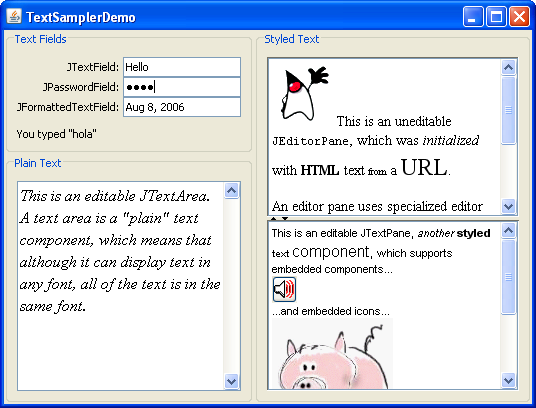 TextSamplerDemo
Text Fields
JTextField: Hello
JPasswordField: ●●●●
JFormattedTextField: Aug 8, 2006
You typed "hola"
Plain Text
This is an editable JTextArea.
A text area is a "plain" text
component, which means that
although it can display text in
any font, all of the text is in the
same font.
Styled Text
This is an uneditable
JEditorPane, which was initialized
with HTML text from a URL.
An editor pane uses specialized editor
This is an editable JTextPane, another styled
text component, which supports
embedded components...
...and embedded icons...